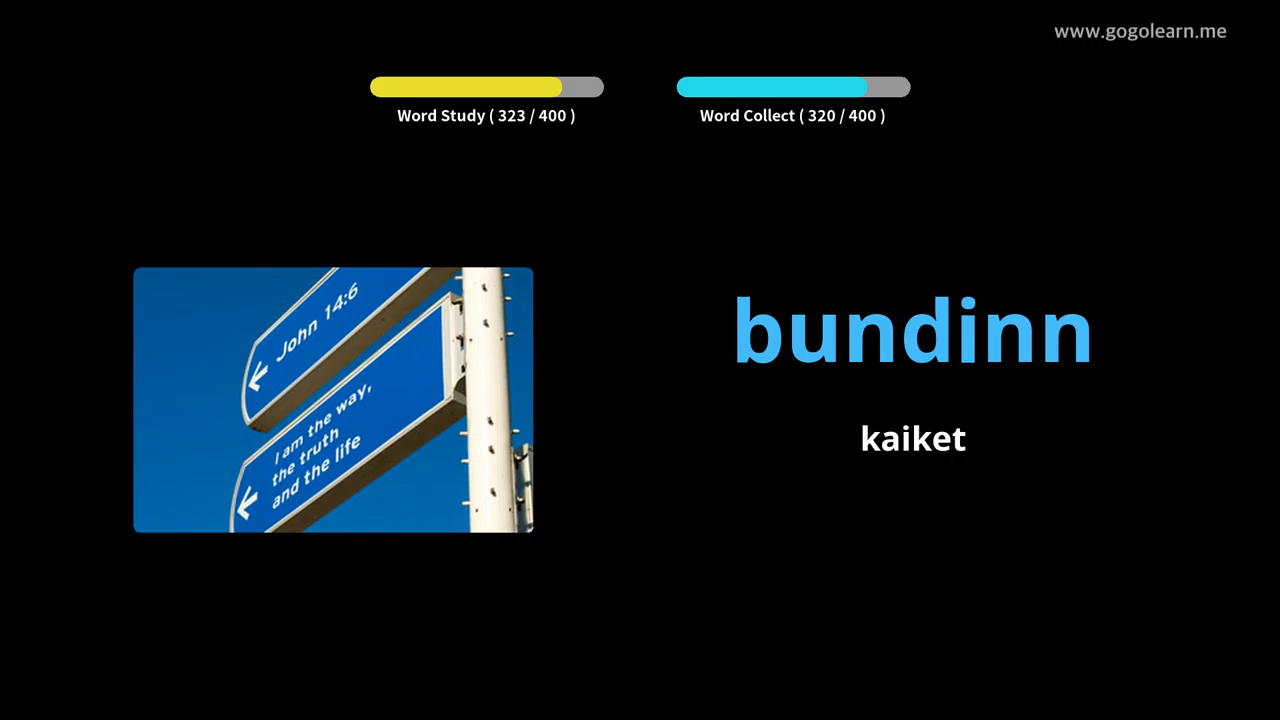 www.gogolearn.me
Word Study ( 323 / 400 )
Word Collect ( 320 / 400 )
John 14:6
I am the way,
the truth
and the life
bundinn
kaiket